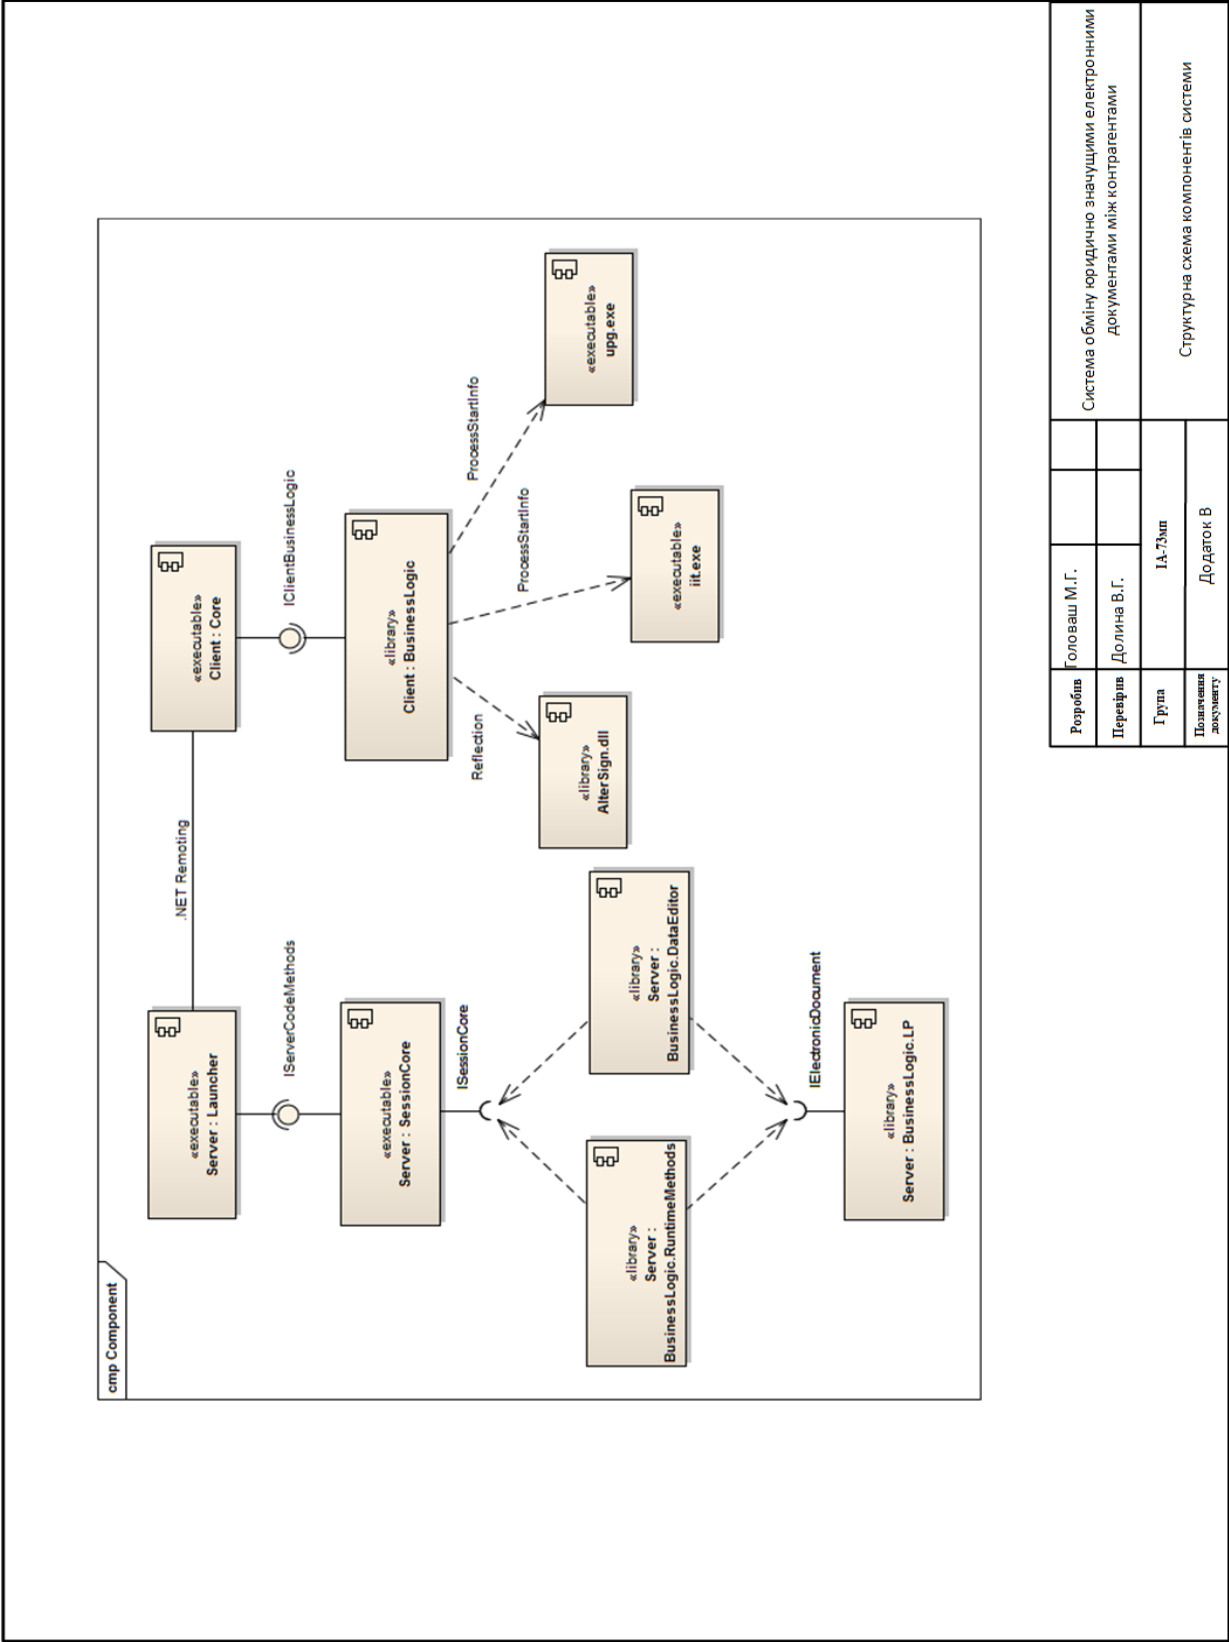 cmp Component
«executable»
Server : Launcher
.NET Remoting
«executable»
Client : Core
IServerCodeMethods
IClientBusinessLogic
«executable»
Server : SessionCore
«library»
Client : BusinessLogic
ISessionCore
Reflection
ProcessStartInfo
ProcessStartInfo
«library»
AlterSign.dll
«executable»
iit.exe
«executable»
upg.exe
«library»
Server :
BusinessLogic.RuntimeMethods
«library»
Server :
BusinessLogic.DataEditor
IElectronicDocument
«library»
Server : BusinessLogic.LP
Розробив
Головаш М.Г.
Система обміну юридично значущими електронними
документами між контрагентами
Перевірив
Долина В.Г.
Група
ІА-73мп
Структурна схема компонентів системи
Позначення
документу
Додаток В